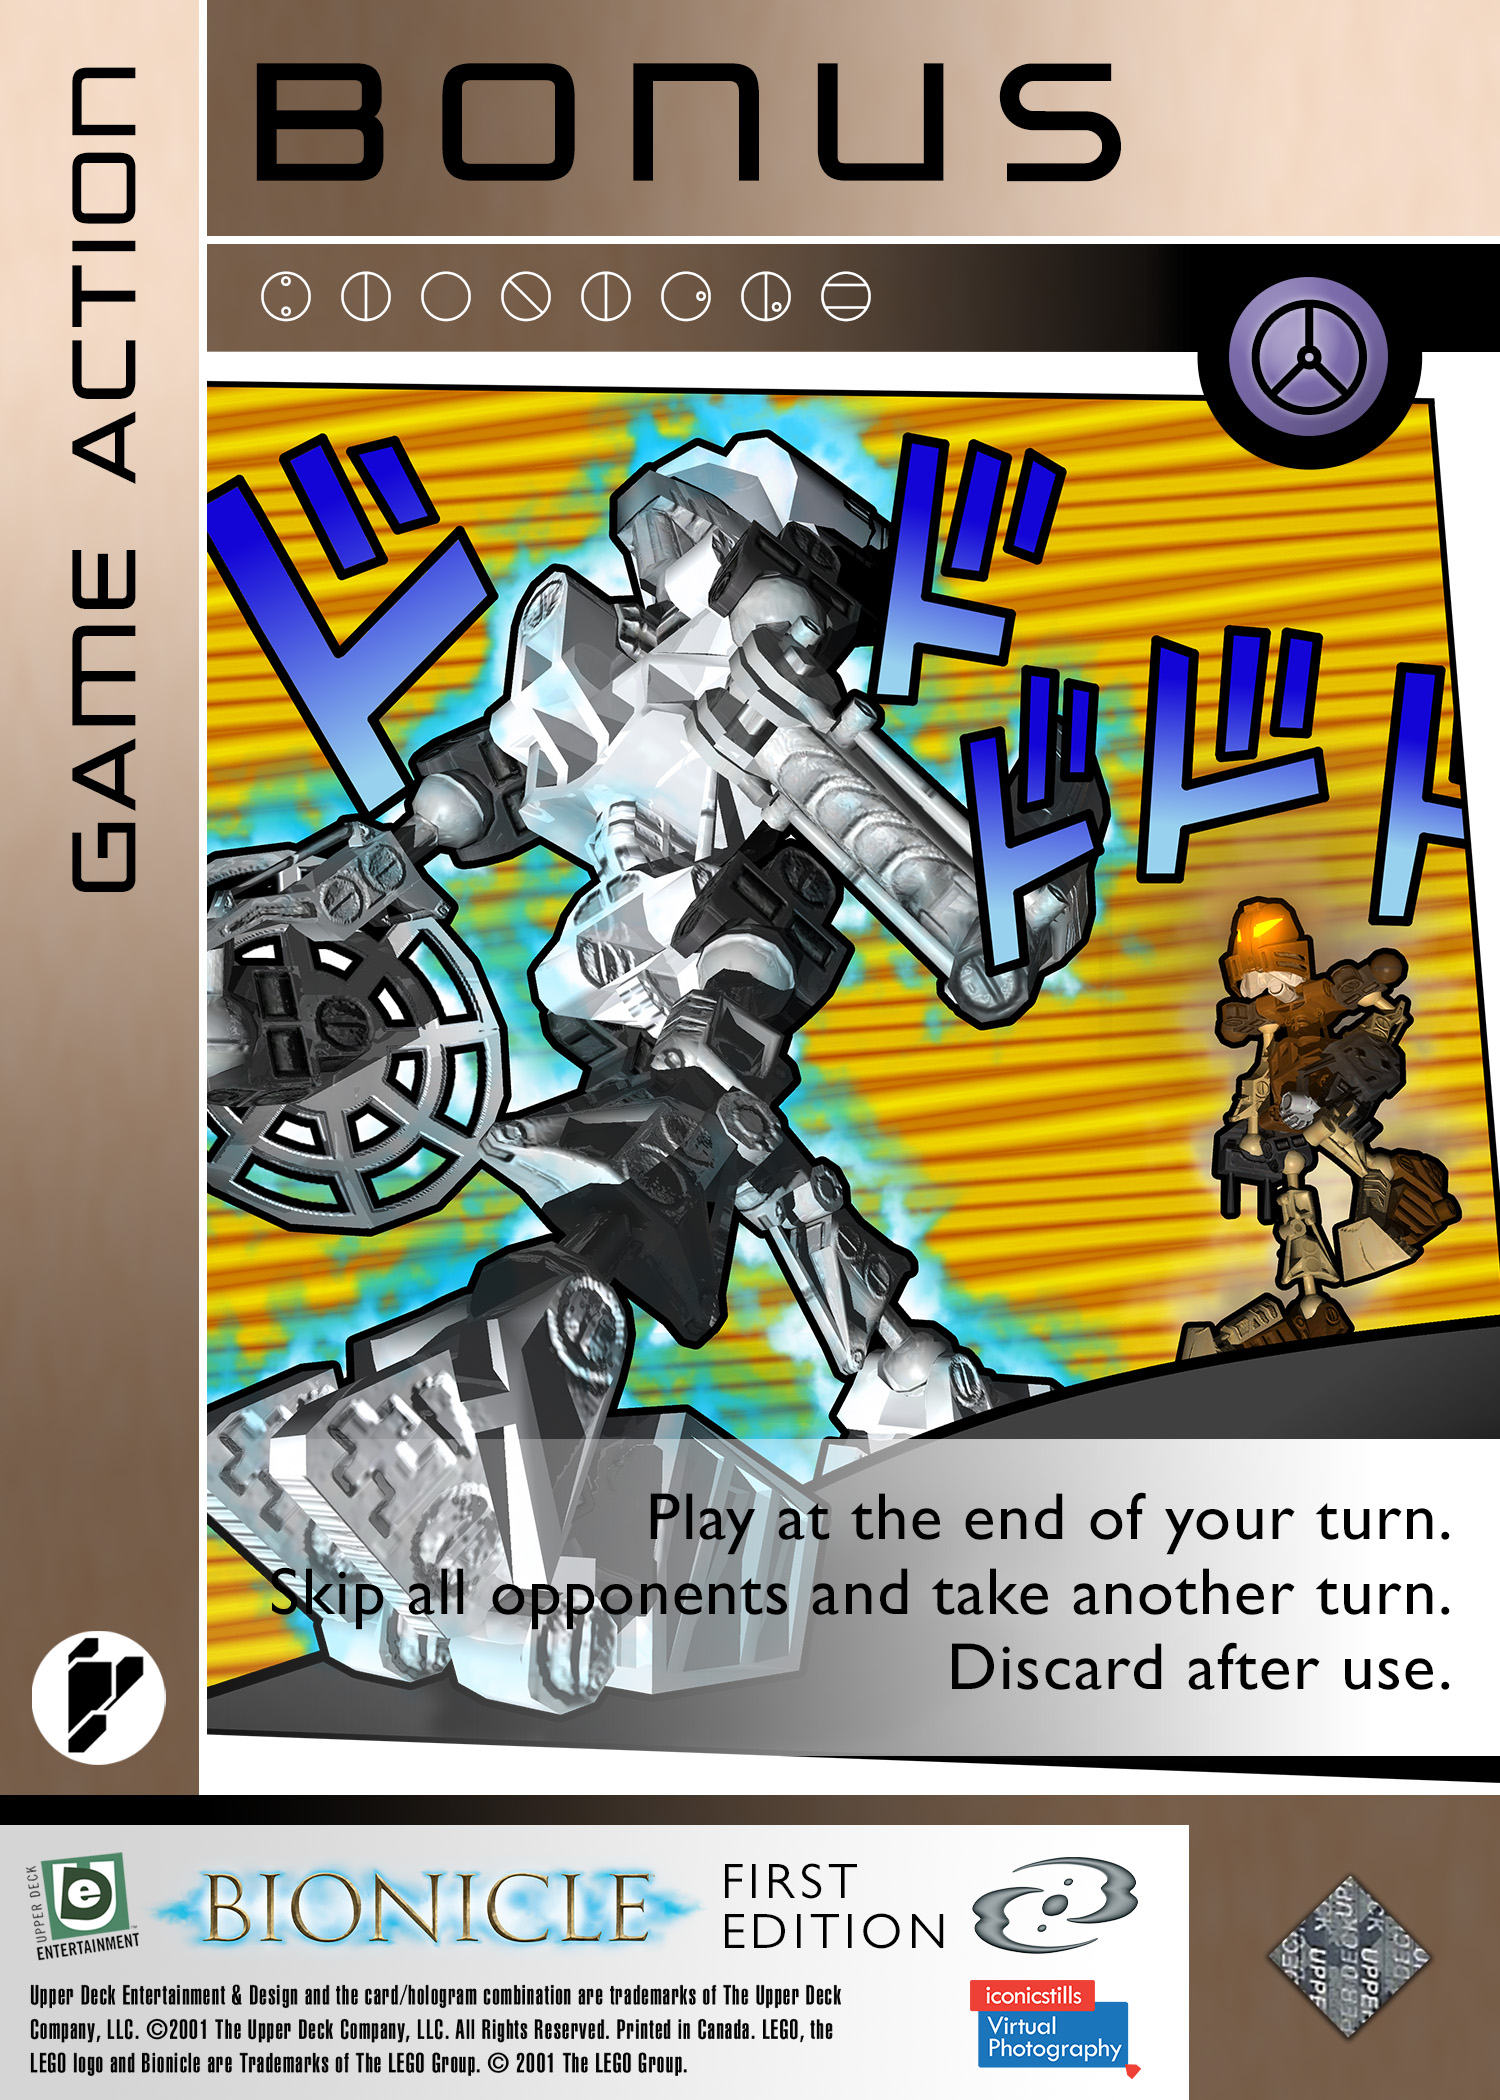 GAME ACTION
BONUS
ド
ド
ド
ド
ド
Play at the end of your turn.
Skip all opponents and take another turn.
Discard after use.
UPPER DECK
e
ENTERTAINMENT
BIONICLE
FIRST
EDITION
Upper Deck Entertainment & Design and the card/hologram combination are trademarks of The Upper Deck
Company, LLC. ©2001 The Upper Deck Company, LLC. All Rights Reserved. Printed in Canada. LEGO, the
LEGO logo and Bionicle are Trademarks of The LEGO Group. © 2001 The LEGO Group.
iconicstills
Virtual
Photography